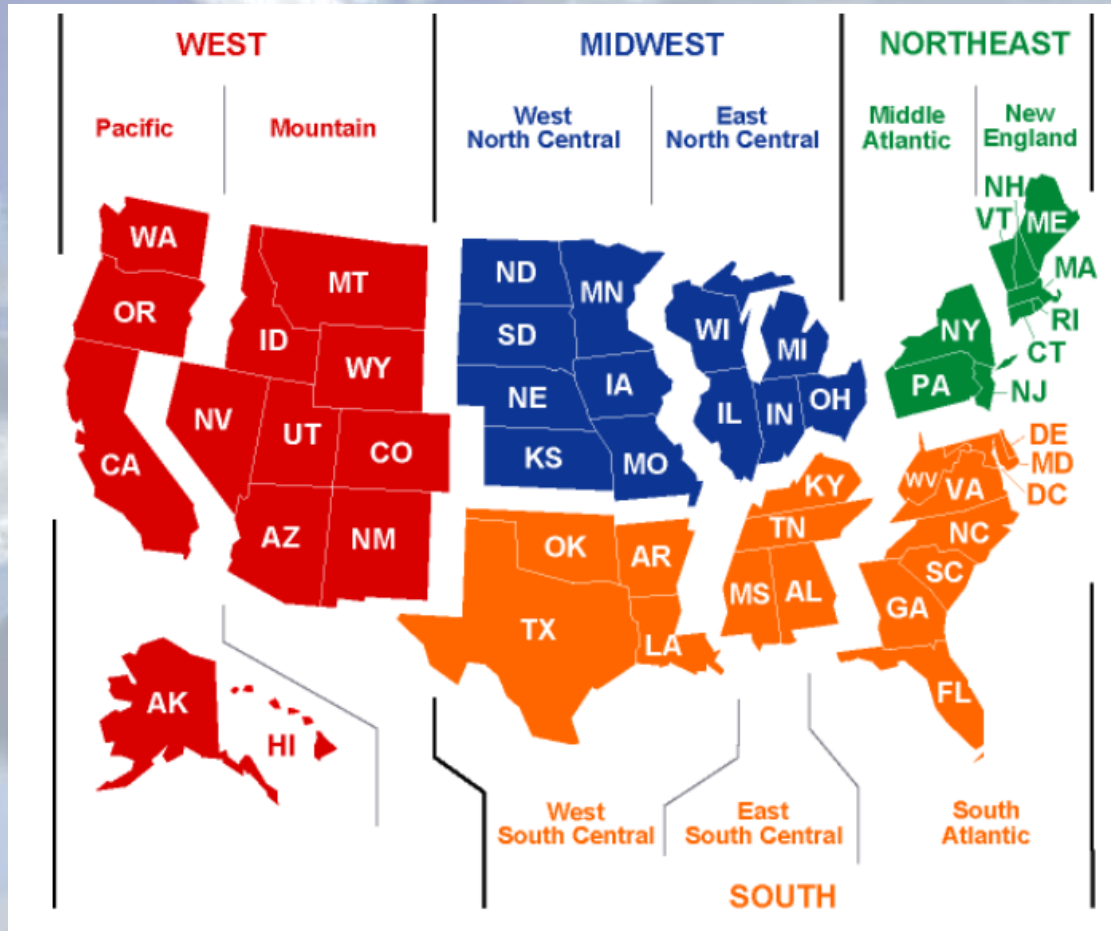 WEST
MIDWEST
NORTHEAST
Pacific
Mountain
West
North Central
East
North Central
Middle
Atlantic
New
England
NH
VT
ME
WA
MT
ND
MN
MA
OR
ID
SD
WI
MI
NY
RI
WY
CT
NV
UT
CO
NE
IA
IL
IN
OH
PA
NJ
CA
KS
MO
KY
WV
VA
DE
MD
DC
AZ
NM
OK
AR
TN
NC
SC
TX
LA
MS
AL
GA
FL
AK
HI
West
South Central
East
South Central
South
Atlantic
SOUTH